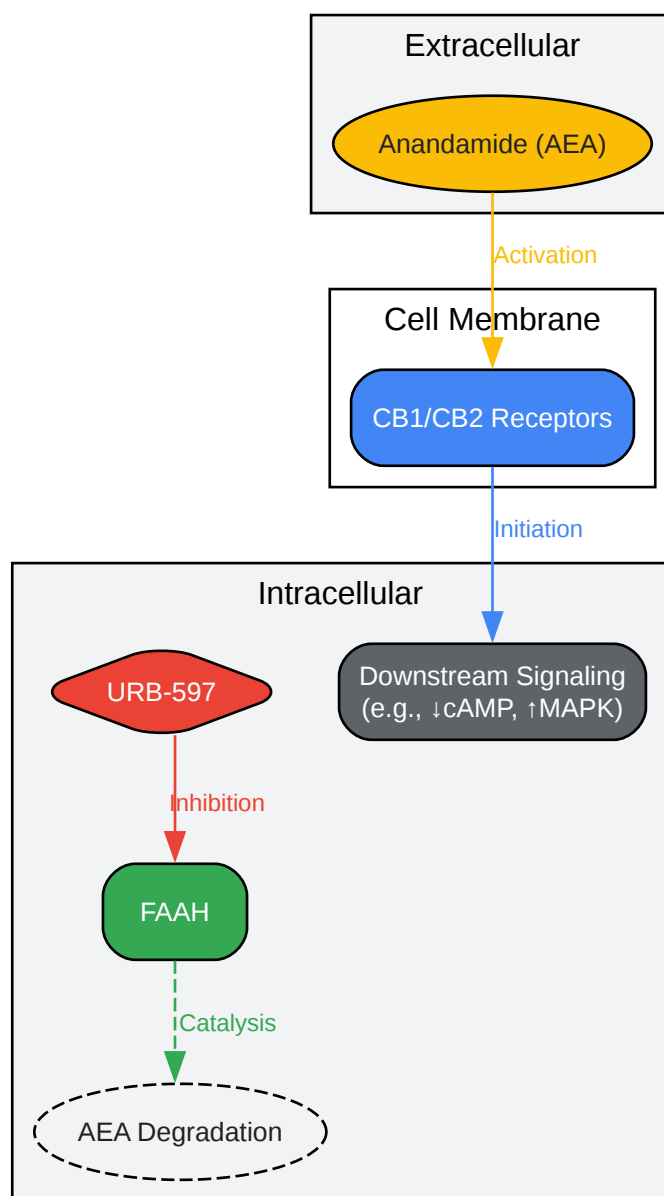 Extracellular
Anandamide (AEA)
Activation
Cell Membrane
CB1/CB2 Receptors
Initiation
Intracellular
URB-597
Downstream Signaling
(e.g., ↓cAMP, ↑MAPK)
Inhibition
FAAH
Catalysis
AEA Degradation